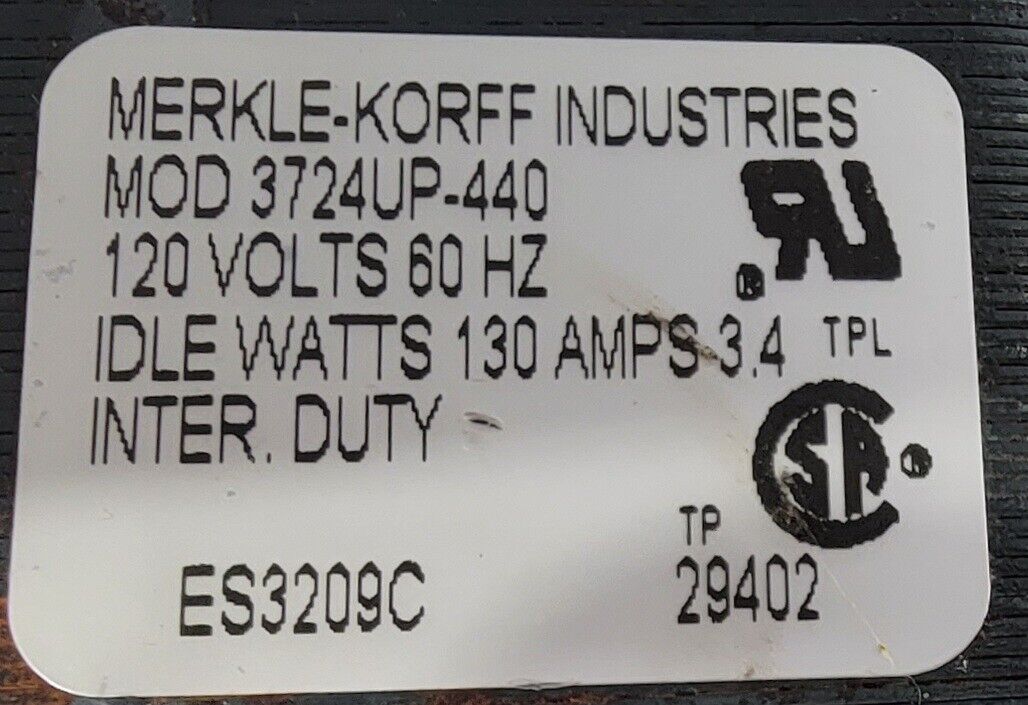 MERKLE-KORFF INDUSTRIES
MOD 3724UP-440
120 VOLTS 60 HZ
IDLE WATTS 130 AMPS 3.4 TPL
INTER. DUTY
TP
ES3209C 29402